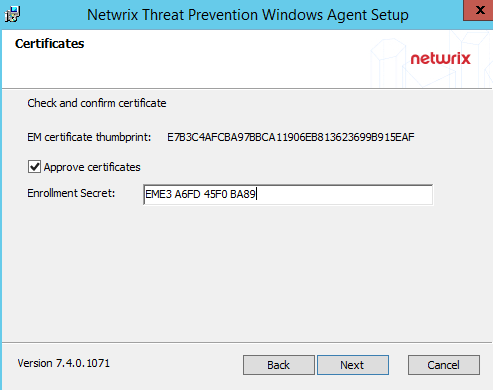 Netwrix Threat Prevention Windows Agent Setup
X
Certificates
netwrix
Check and confirm certificate
EM certificate thumbprint: E7B3C4AFCBA97BBCA11906EB813623699B915EAF
Approve certificates
Enrollment Secret: EME3 A6FD 45F0 BA89
Version 7.4.0.1071
Back
Next
Cancel